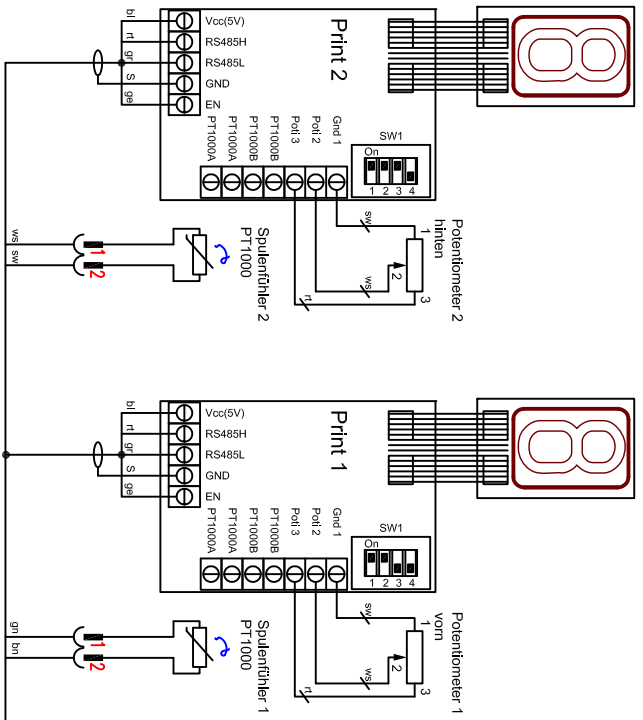 Print 2
bl
Vcc(5V)
rt
RS485H
gr
RS485L
S
GND
ge
EN
PT1000A
PT1000A
PT1000B
PT1000B
Poti 3
Poti 2
Gnd 1
SW1
On
1 2 3 4
Potentiometer 2
hinten
1
2
3
sw
ws
rt
Spulenfühler 2
PT1000
ϑ
1
2
ws
sw
Print 1
bl
Vcc(5V)
rt
RS485H
gr
RS485L
S
GND
ge
EN
PT1000A
PT1000A
PT1000B
PT1000B
Poti 3
Poti 2
Gnd 1
SW1
On
1 2 3 4
Potentiometer 1
vorn
1
2
3
sw
ws
rt
Spulenfühler 1
PT1000
ϑ
1
2
gn
bn